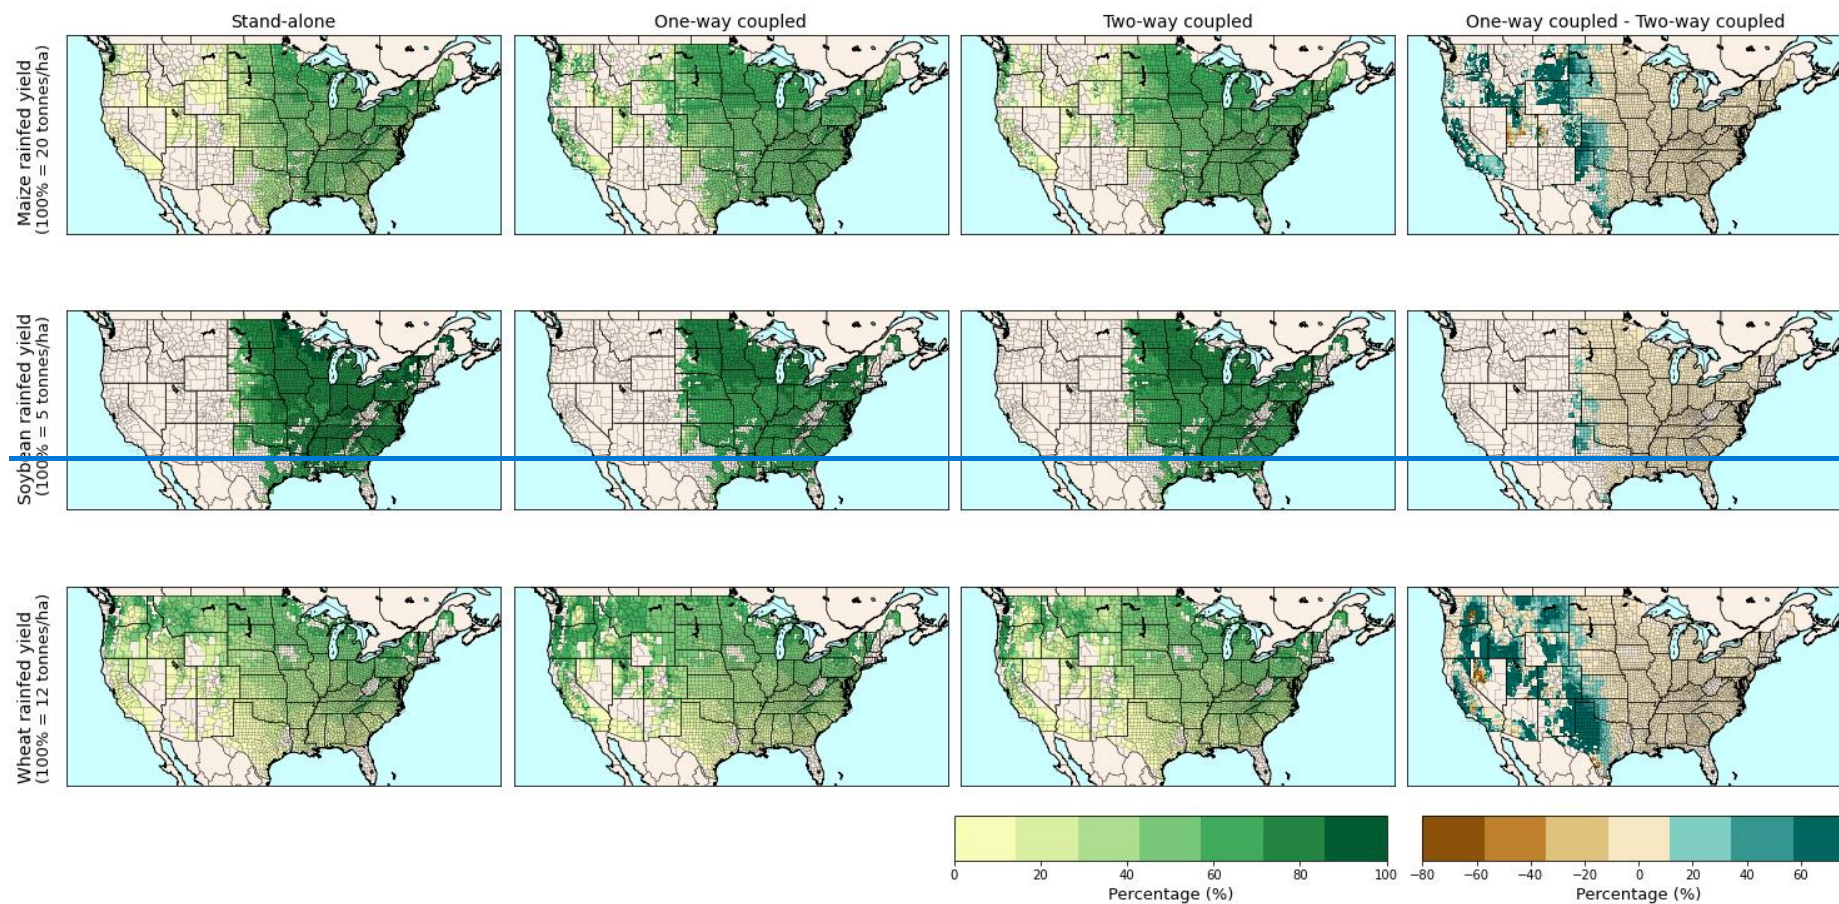 Stand-alone
One-way coupled
Two-way coupled
One-way coupled - Two-way coupled
Maize rainfed yield
(100% = 20 tonnes/ha)
Soybean rainfed yield
(100% = 5 tonnes/ha)
Wheat rainfed yield
(100% = 12 tonnes/ha)
0 20 40 60 80 100
Percentage (%)
−80 −60 −40 −20 0 20 40 60
Percentage (%)